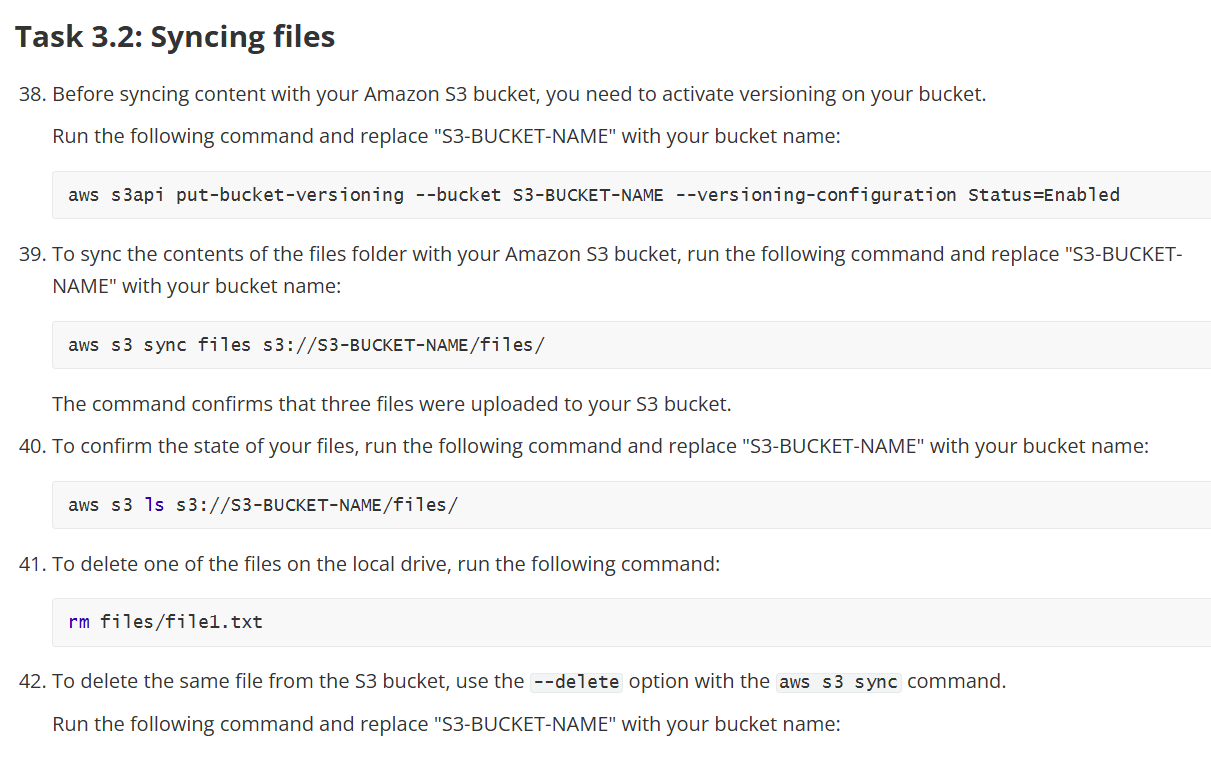 Task 3.2: Syncing files
38. Before syncing content with your Amazon S3 bucket, you need to activate versioning on your bucket.
Run the following command and replace "S3-BUCKET-NAME" with your bucket name:
aws s3api put-bucket-versioning --bucket S3-BUCKET-NAME --versioning-configuration Status=Enabled
39. To sync the contents of the files folder with your Amazon S3 bucket, run the following command and replace "S3-BUCKET-
NAME" with your bucket name:
aws s3 sync files s3://S3-BUCKET-NAME/files/
The command confirms that three files were uploaded to your S3 bucket.
40. To confirm the state of your files, run the following command and replace "S3-BUCKET-NAME" with your bucket name:
aws s3 ls s3://S3-BUCKET-NAME/files/
41. To delete one of the files on the local drive, run the following command:
rm files/file1.txt
42. To delete the same file from the S3 bucket, use the --delete option with the aws s3 sync command.
Run the following command and replace "S3-BUCKET-NAME" with your bucket name: